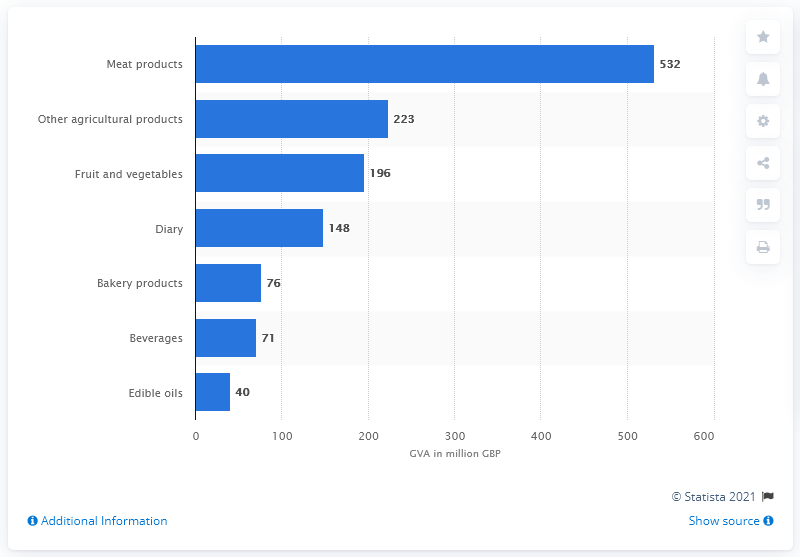 Meat products 532
Other agricultural products 223
Fruit and vegetables 196
Diary 148
Bakery products 76
Beverages 71
Edible oils 40
0 100 200 300 400 500 600
GVA in million GBP
© Statista 2021
Additional Information Show source